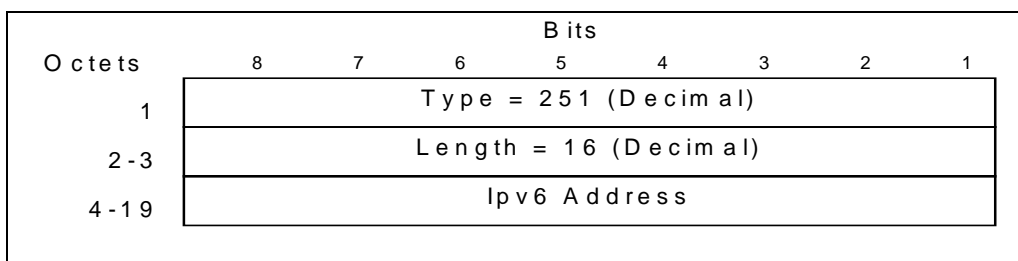 Bits
Octets 8 7 6 5 4 3 2 1
1 Type = 251 (Decimal)
2-3 Length = 16 (Decimal)
4-19 Ipv6 Address